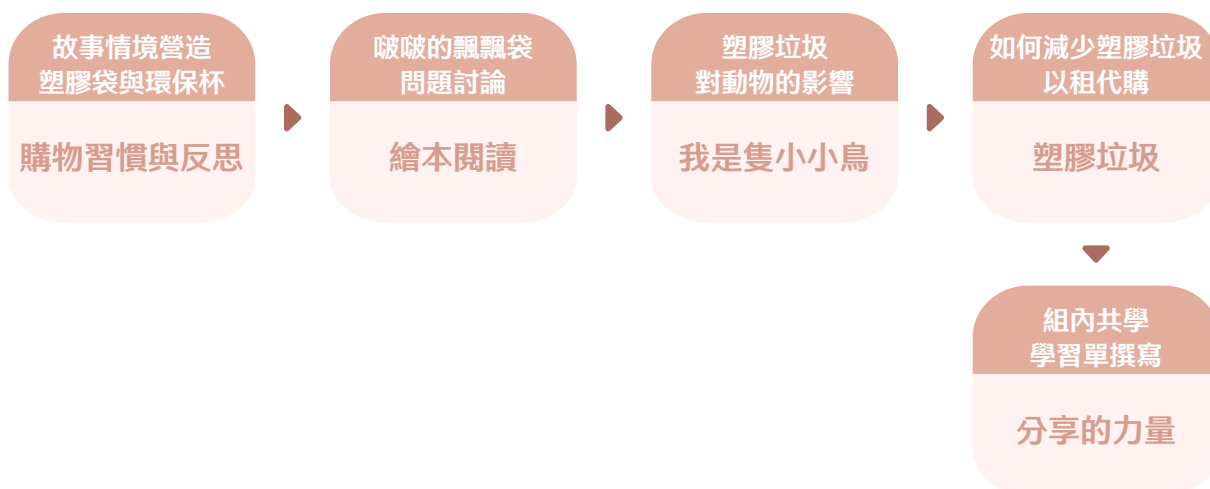 故事情境營造
塑膠袋與環保杯
購物習慣與反思
啵啵的飄飄袋
問題討論
繪本閱讀
塑膠垃圾
對動物的影響
我是隻小小鳥
如何減少塑膠垃圾
以租代購
塑膠垃圾
組內共學
學習單撰寫
分享的力量